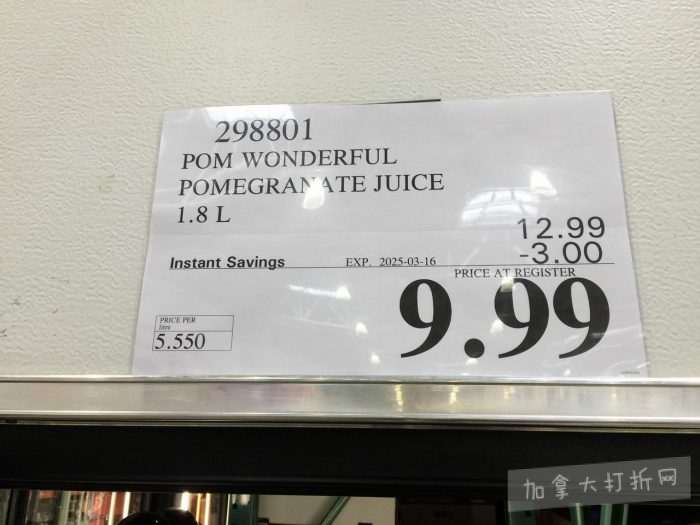 298801
POM WONDERFUL
POMEGRANATE JUICE
1.8 L
12.99
-3.00
Instant Savings EXP. 2025-03-16
PRICE AT REGISTER
9.99
PRICE PER
litre
5.550
加拿大打折网